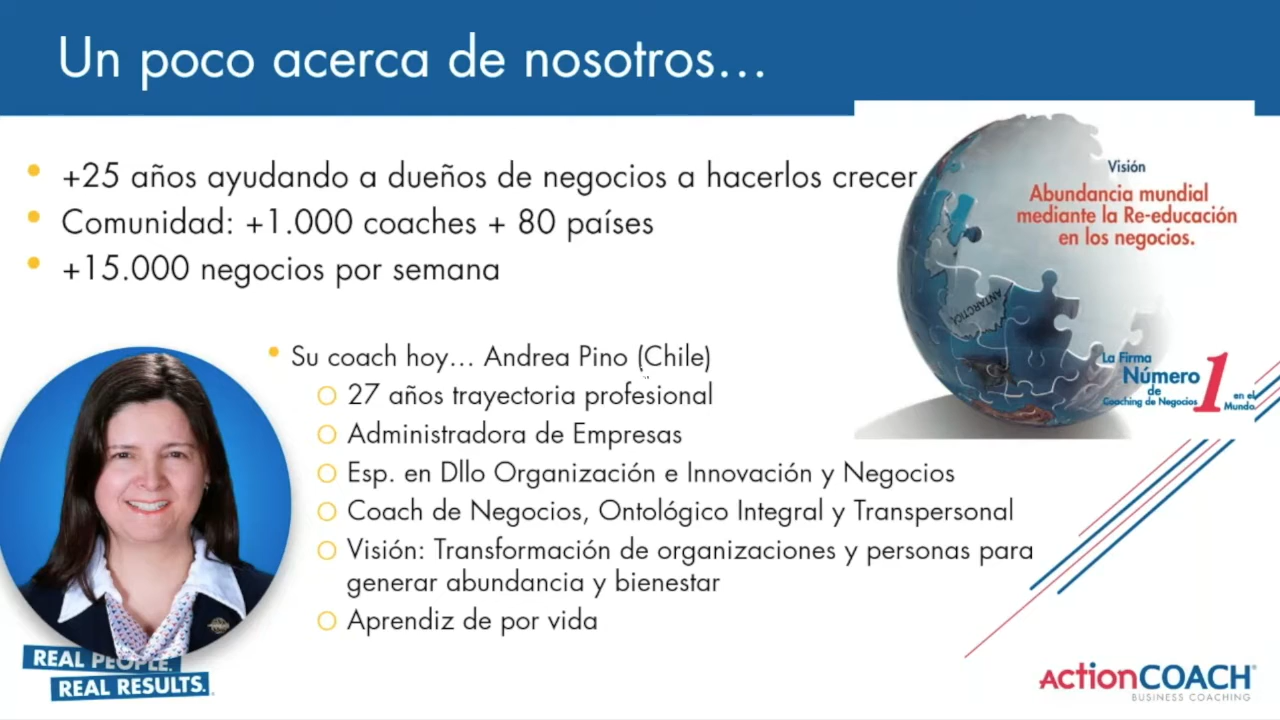 Un poco acerca de nosotros...
+25 años ayudando a dueños de negocios a hacerlos crecer
Comunidad: +1.000 coaches + 80 países
+15.000 negocios por semana
Visión
Abundancia mundial
mediante la Re-educación
en los negocios.
ANTARCTICA
La Firma
Número 1
de
Coaching de Negocios
en el
Mundo
Su coach hoy... Andrea Pino (Chile)
27 años trayectoria profesional
Administradora de Empresas
Esp. en Dllo Organización e Innovación y Negocios
Coach de Negocios, Ontológico Integral y Transpersonal
Visión: Transformación de organizaciones y personas para
generar abundancia y bienestar
Aprendiz de por vida
REAL PEOPLE.
REAL RESULTS.
ActionCOACH
BUSINESS COACHING